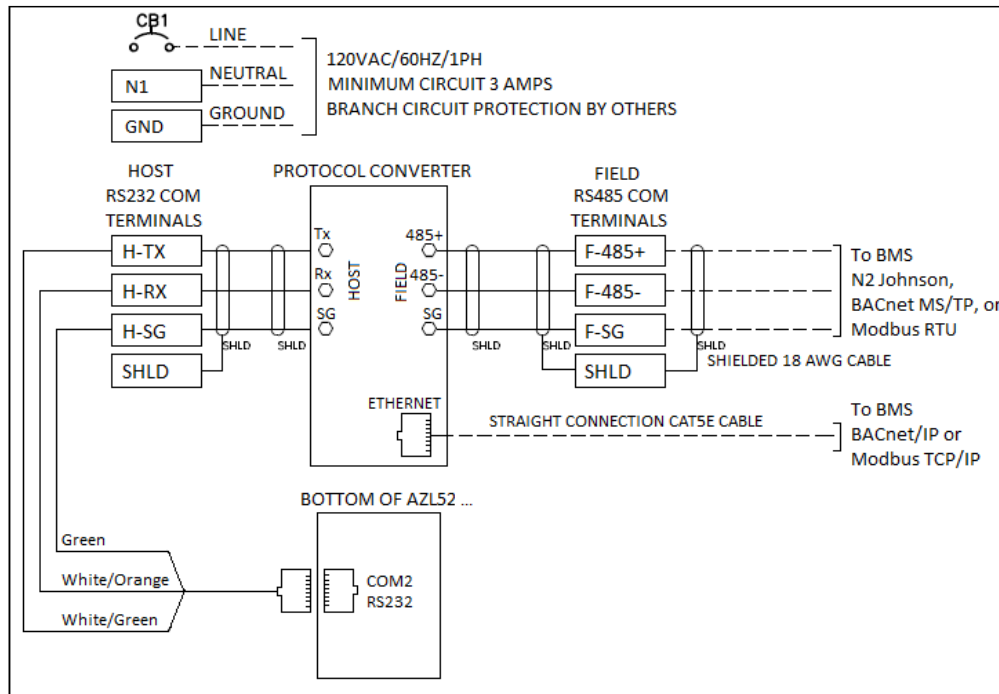 CB1
LINE
NEUTRAL
N1
GROUND
GND
120VAC/60HZ/1PH
MINIMUM CIRCUIT 3 AMPS
BRANCH CIRCUIT PROTECTION BY OTHERS
HOST
RS232 COM
TERMINALS
H-TX
H-RX
H-SG
SHLD
SHLD
SHLD
PROTOCOL CONVERTER
Tx
Rx
SG
HOST
FIELD
485+
485-
SG
ETHERNET
SHLD
SHLD
FIELD
RS485 COM
TERMINALS
F-485+
F-485-
F-SG
SHLD
SHLD
SHIELDED 18 AWG CABLE
To BMS
N2 Johnson,
BACnet MS/TP, or
Modbus RTU
STRAIGHT CONNECTION CAT5E CABLE
To BMS
BACnet/IP or
Modbus TCP/IP
BOTTOM OF AZL52 ...
COM2
RS232
Green
White/Orange
White/Green